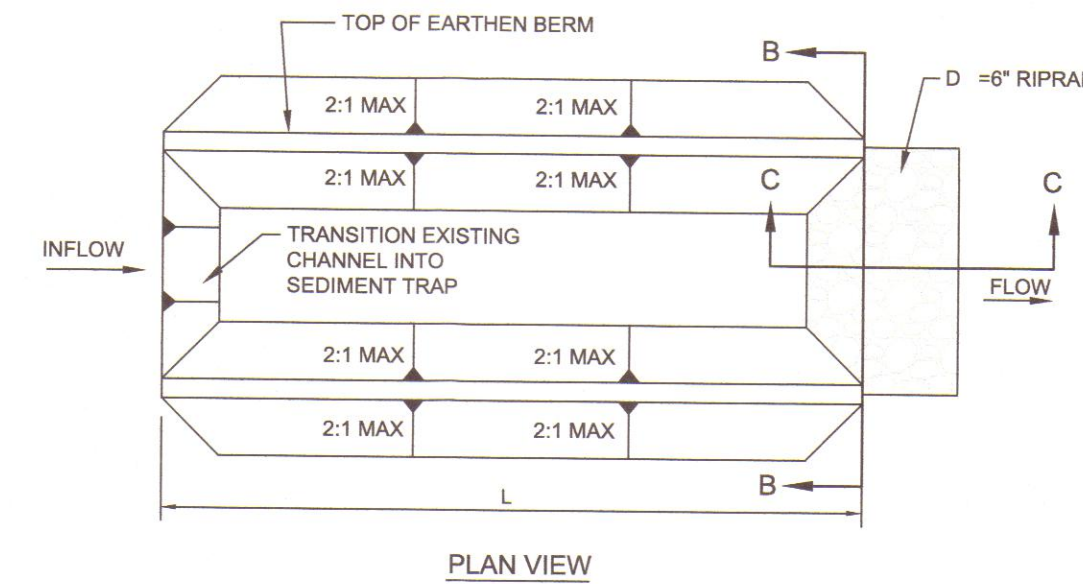 TOP OF EARTHEN BERM
B
D =6" RIPRA
2:1 MAX 2:1 MAX
2:1 MAX 2:1 MAX
C C
INFLOW
TRANSITION EXISTING
CHANNEL INTO
SEDIMENT TRAP
FLOW
2:1 MAX 2:1 MAX
2:1 MAX 2:1 MAX
B
L
PLAN VIEW